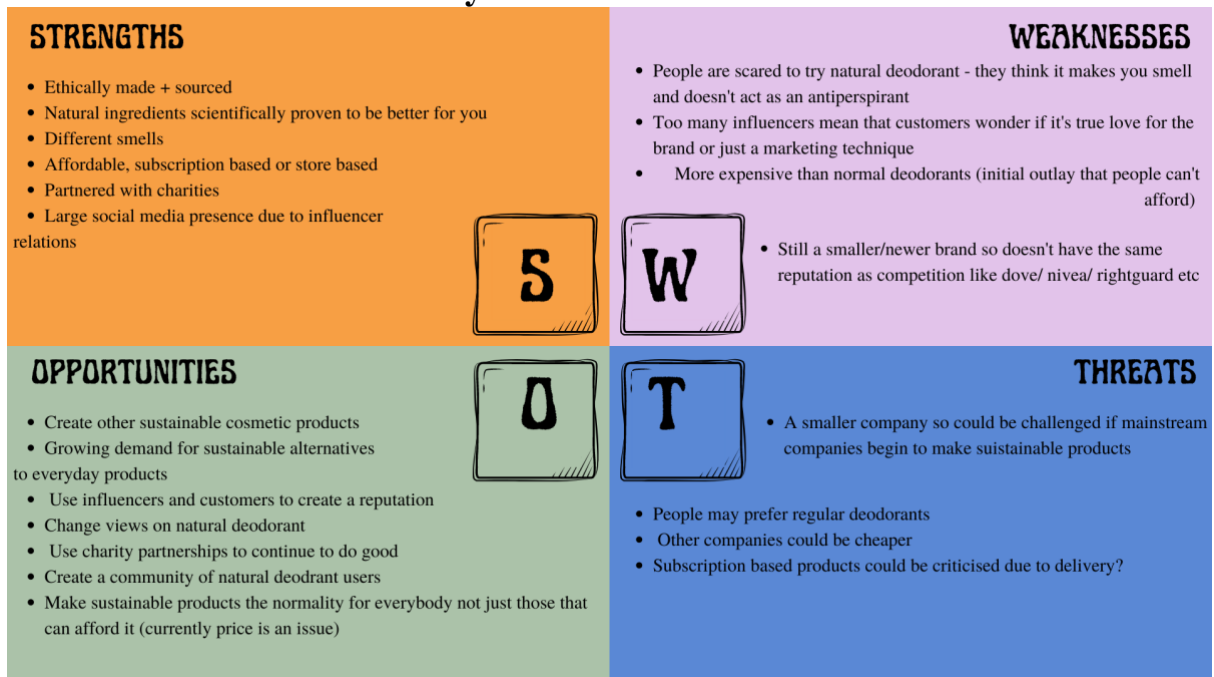 STRENGTHS
• Ethically made + sourced
• Natural ingredients scientifically proven to be better for you
• Different smells
• Affordable, subscription based or store based
• Partnered with charities
• Large social media presence due to influencer
relations
S
WEAKNESSES
• People are scared to try natural deodorant - they think it makes you smell
and doesn't act as an antiperspirant
• Too many influencers mean that customers wonder if it's true love for the
brand or just a marketing technique
• More expensive than normal deodorants (initial outlay that people can't
afford)
• Still a smaller/newer brand so doesn't have the same
reputation as competition like dove/ nivea/ rightguard etc
W
OPPORTUNITIES
• Create other sustainable cosmetic products
• Growing demand for sustainable alternatives
to everyday products
• Use influencers and customers to create a reputation
• Change views on natural deodorant
• Use charity partnerships to continue to do good
• Create a community of natural deodrant users
• Make sustainable products the normality for everybody not just those that
can afford it (currently price is an issue)
O
THREATS
T
• A smaller company so could be challenged if mainstream
companies begin to make suistainable products
• People may prefer regular deodorants
• Other companies could be cheaper
• Subscription based products could be criticised due to delivery?